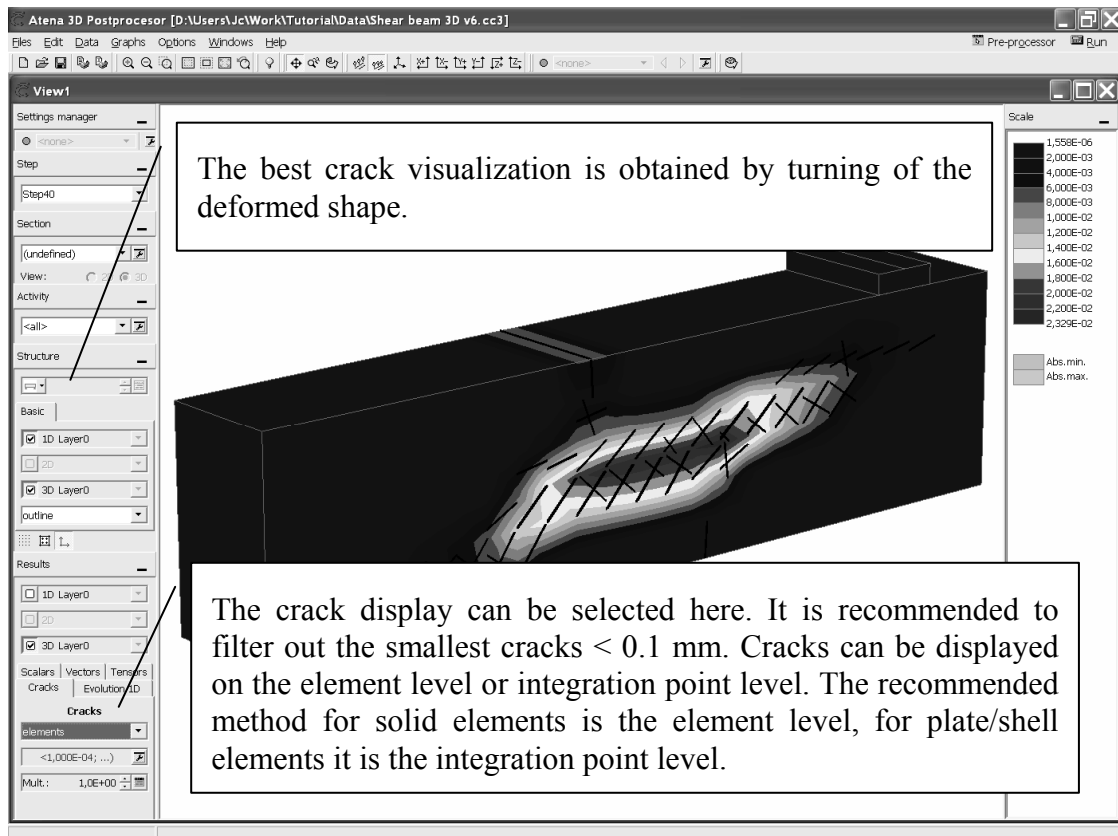 Atena 3D Postprocesor [D:\Users\Jc\Work\Tutorial\Data\Shear beam 3D v6.cc3]
Files Edit Data Graphs Options Windows Help
Pre-processor Run
<none>
View1
Settings manager
<none>
Step
Step40
Section
(undefined)
View: 2D 3D
Activity
<all>
Structure
Basic
1D Layer0
2D
3D Layer0
outline
Results
1D Layer0
2D
3D Layer0
Scalars Vectors Tensors
Cracks Evolution 1D
Cracks
elements
<1,000E-04; ...)
Mult.: 1,0E+00
The best crack visualization is obtained by turning of the
deformed shape.
The crack display can be selected here. It is recommended to
filter out the smallest cracks < 0.1 mm. Cracks can be displayed
on the element level or integration point level. The recommended
method for solid elements is the element level, for plate/shell
elements it is the integration point level.
Scale
1,558E-06
2,000E-03
4,000E-03
6,000E-03
8,000E-03
1,000E-02
1,200E-02
1,400E-02
1,600E-02
1,800E-02
2,000E-02
2,200E-02
2,329E-02
Abs.min.
Abs.max.